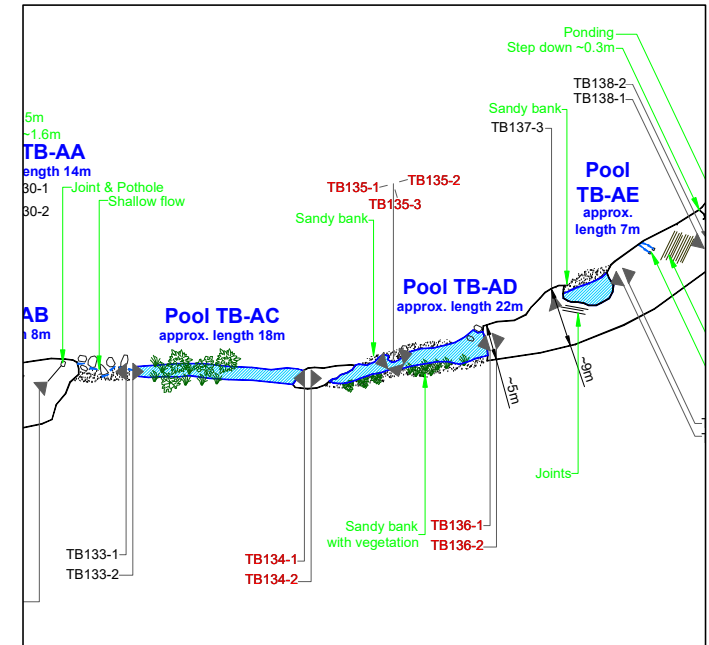 Ponding
Step down ~0.3m
TB138-2
TB138-1
Sandy bank
TB137-3
5m
~1.6m
TB-AA
ength 14m
30-1
30-2
Joint & Pothole
Shallow flow
Pool
TB-AE
approx.
length 7m
TB135-1
TB135-2
TB135-3
Sandy bank
Pool TB-AD
approx. length 22m
AB
8m
Pool TB-AC
approx. length 18m
~5m
~9m
Joints
Sandy bank
with vegetation
TB136-1
TB136-2
TB133-1
TB133-2
TB134-1
TB134-2